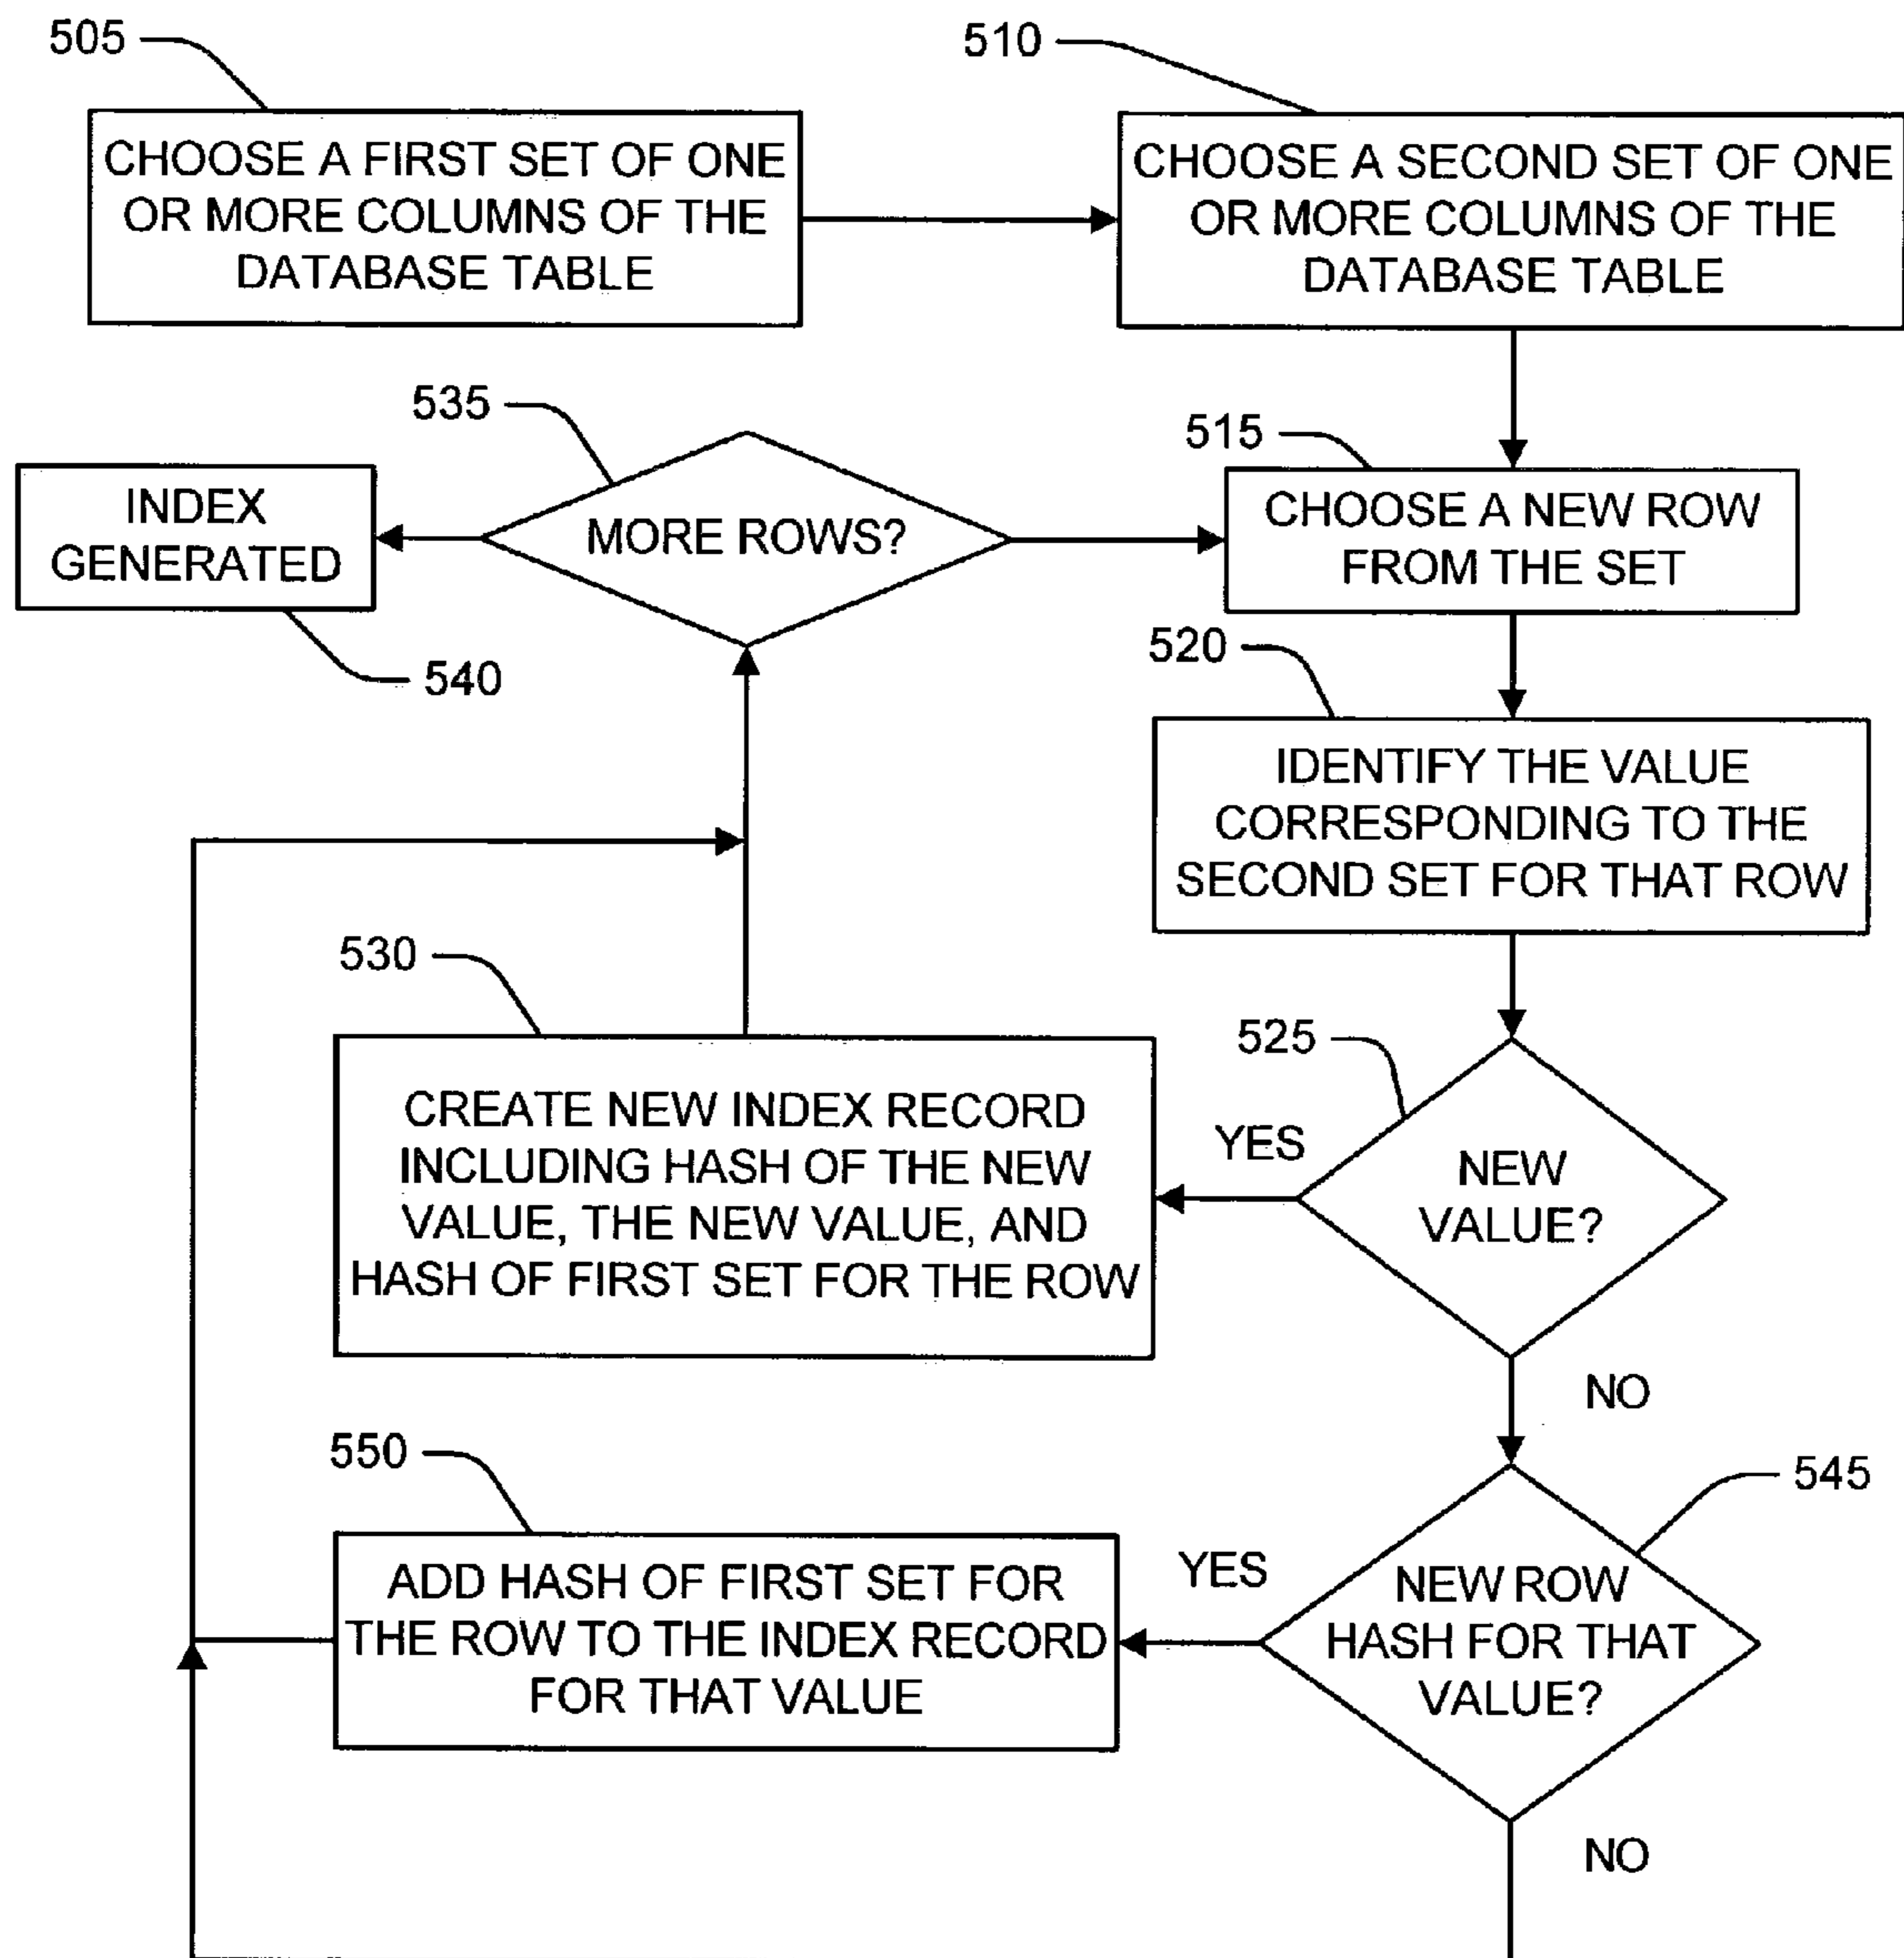 505
CHOOSE A FIRST SET OF ONE
OR MORE COLUMNS OF THE
DATABASE TABLE
510
CHOOSE A SECOND SET OF ONE
OR MORE COLUMNS OF THE
DATABASE TABLE
535
MORE ROWS?
INDEX
GENERATED
540
515
CHOOSE A NEW ROW
FROM THE SET
520
IDENTIFY THE VALUE
CORRESPONDING TO THE
SECOND SET FOR THAT ROW
530
CREATE NEW INDEX RECORD
INCLUDING HASH OF THE NEW
VALUE, THE NEW VALUE, AND
HASH OF FIRST SET FOR THE ROW
525
YES
NEW
VALUE?
NO
550
ADD HASH OF FIRST SET FOR
THE ROW TO THE INDEX RECORD
FOR THAT VALUE
YES
545
NEW ROW
HASH FOR THAT
VALUE?
NO